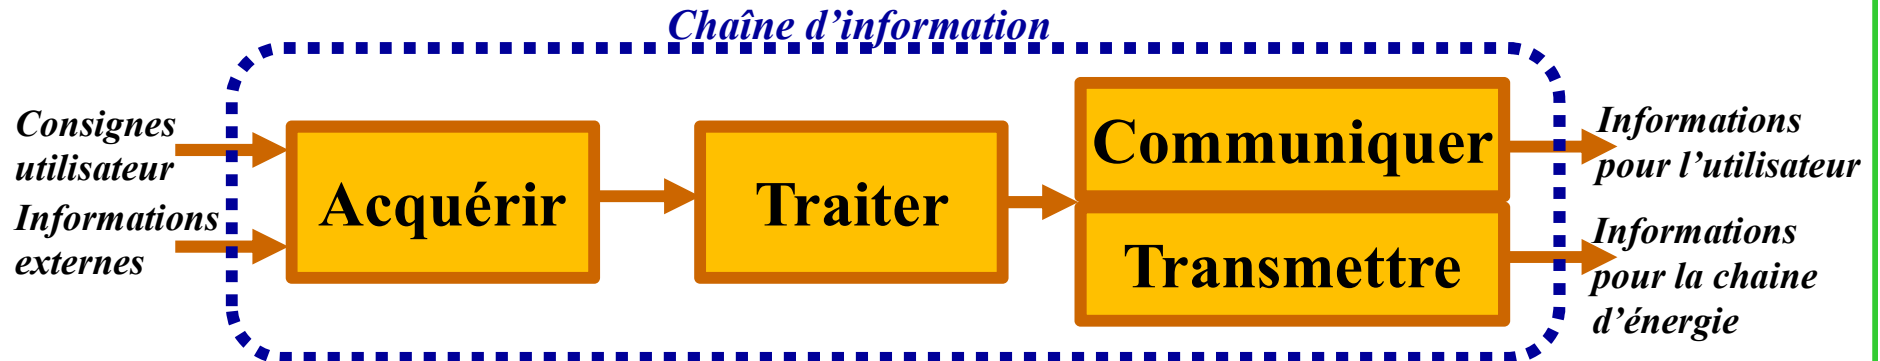 Chaîne d’information
Consignes
utilisateur
Informations
externes
Acquérir
Traiter
Communiquer
Transmettre
Informations
pour l’utilisateur
Informations
pour la chaine
d’énergie